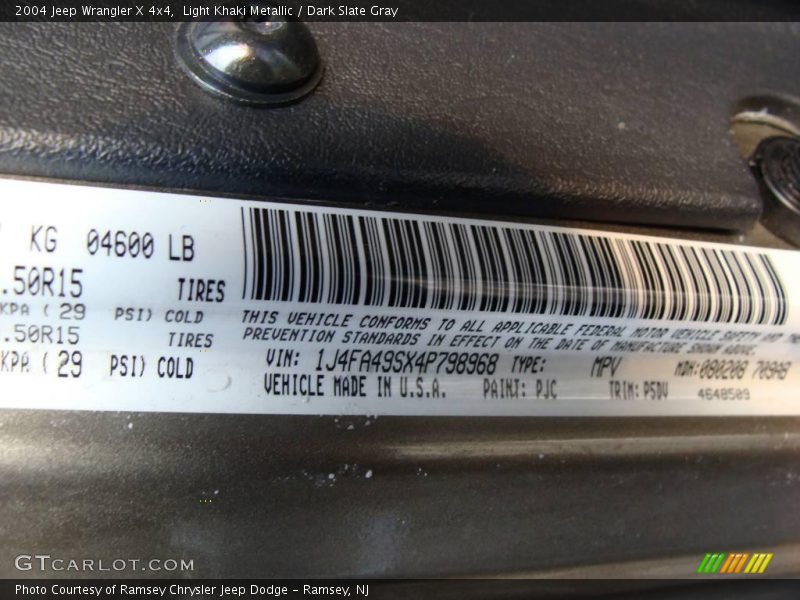 2004 Jeep Wrangler X 4x4,  Light Khaki Metallic / Dark Slate Gray
KG 04600 LB
.50R15 TIRES
KPA ( 29 PSI) COLD
.50R15 TIRES
KPA ( 29 PSI) COLD
THIS VEHICLE CONFORMS TO ALL APPLICABLE FEDERAL MOTOR VEHICLE SAFETY AND
PREVENTION STANDARDS IN EFFECT ON THE DATE OF MANUFACTURE SHOWN ABOVE.
VIN: 1J4FA49SX4P798968 TYPE: MPV MDH:
VEHICLE MADE IN U.S.A. PAINT: PJC TRIM: P5DV 4648509
GTCARLOT.COM
Photo Courtesy of Ramsey Chrysler Jeep Dodge – Ramsey, NJ